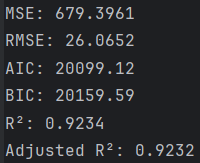 MSE: 679.3961
RMSE: 26.0652
AIC: 20099.12
BIC: 20159.59
R²: 0.9234
Adjusted R²: 0.9232